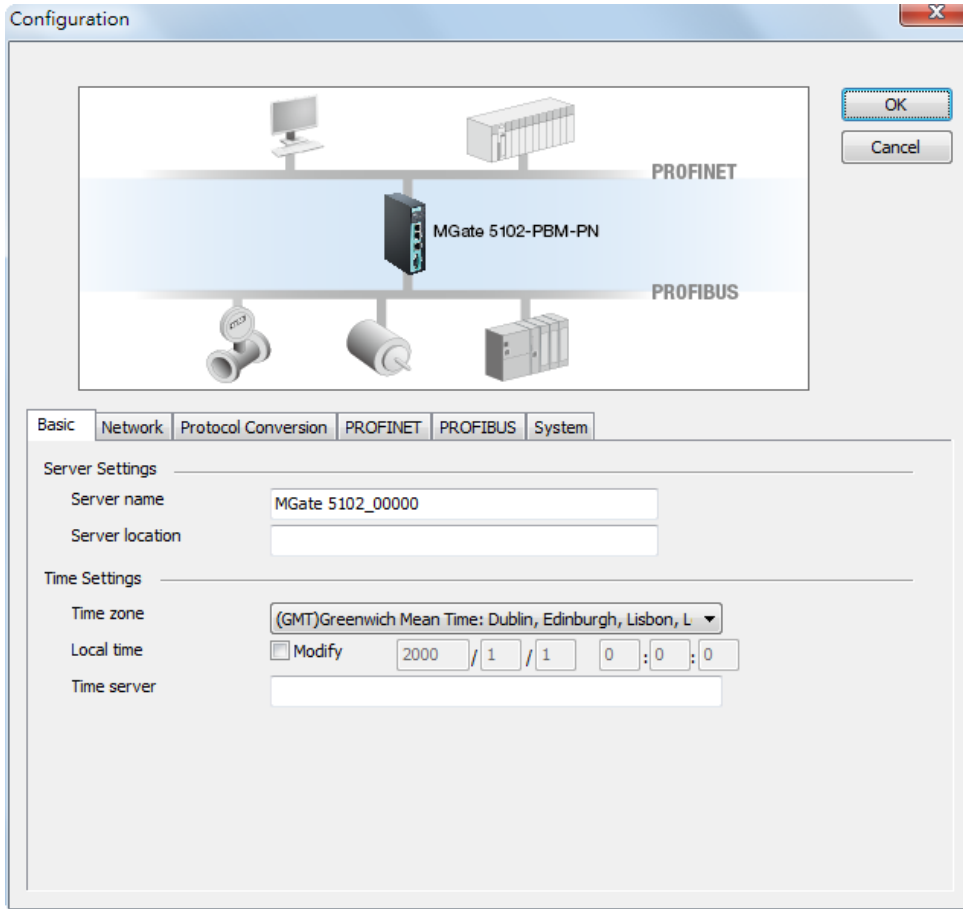 Configuration
OK
Cancel
PROFINET
MGate 5102-PBM-PN
PROFIBUS
Basic Network Protocol Conversion PROFINET PROFIBUS System
Server Settings
Server name MGate 5102_00000
Server location
Time Settings
Time zone (GMT)Greenwich Mean Time: Dublin, Edinburgh, Lisbon, L
Local time Modify 2000 / 1 / 1 0 : 0 : 0
Time server